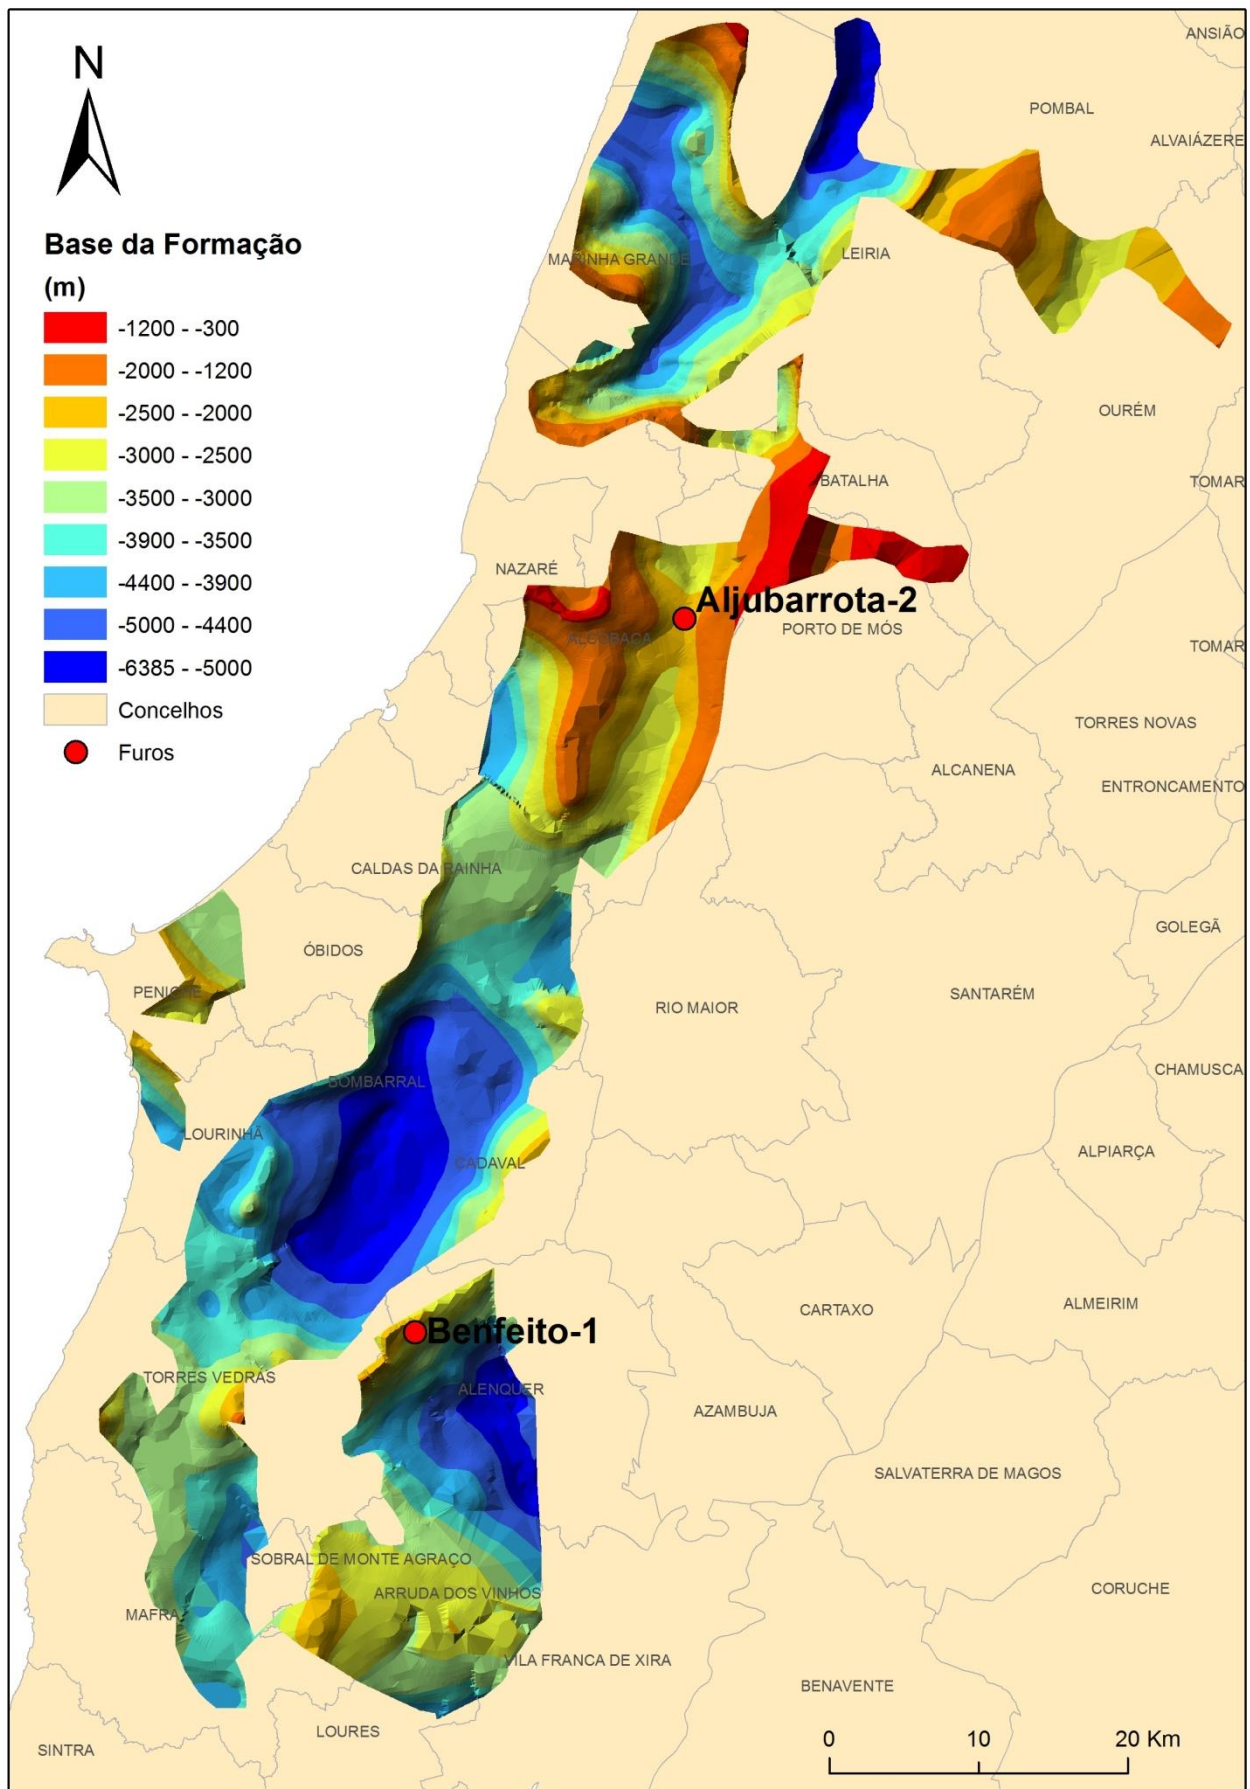 N
Base da Formação
(m)
-1200 - -300
-2000 - -1200
-2500 - -2000
-3000 - -2500
-3500 - -3000
-3900 - -3500
-4400 - -3900
-5000 - -4400
-6385 - -5000
Concelhos
Furos
ANSIÃO
POMBAL
ALVAIÁZERE
MARINHA GRANDE
LEIRIA
OURÉM
BATALHA
TOMAR
NAZARÉ
Aljubarrota-2
ALCOBAÇA
PORTO DE MÓS
TOMAR
TORRES NOVAS
ALCANENA
ENTRONCAMENTO
CALDAS DA RAINHA
GOLEGÃ
ÓBIDOS
PENICHE
SANTARÉM
RIO MAIOR
CHAMUSCA
BOMBARRAL
LOURINHÃ
ALPIARÇA
CADAVAL
CARTAXO
ALMEIRIM
Benfeito-1
TORRES VEDRAS
ALENQUER
AZAMBUJA
SALVATERRA DE MAGOS
SOBRAL DE MONTE AGRAÇO
CORUCHE
ARRUDA DOS VINHOS
MAFRA
VILA FRANCA DE XIRA
BENAVENTE
LOURES
SINTRA
0 10 20 Km